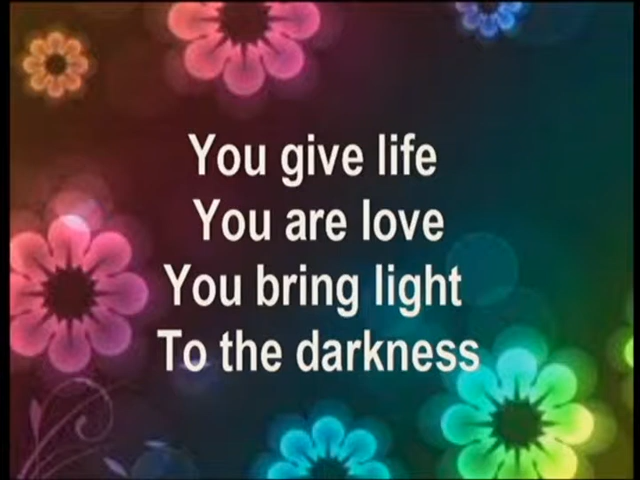 You give life
You are love
You bring light
To the darkness